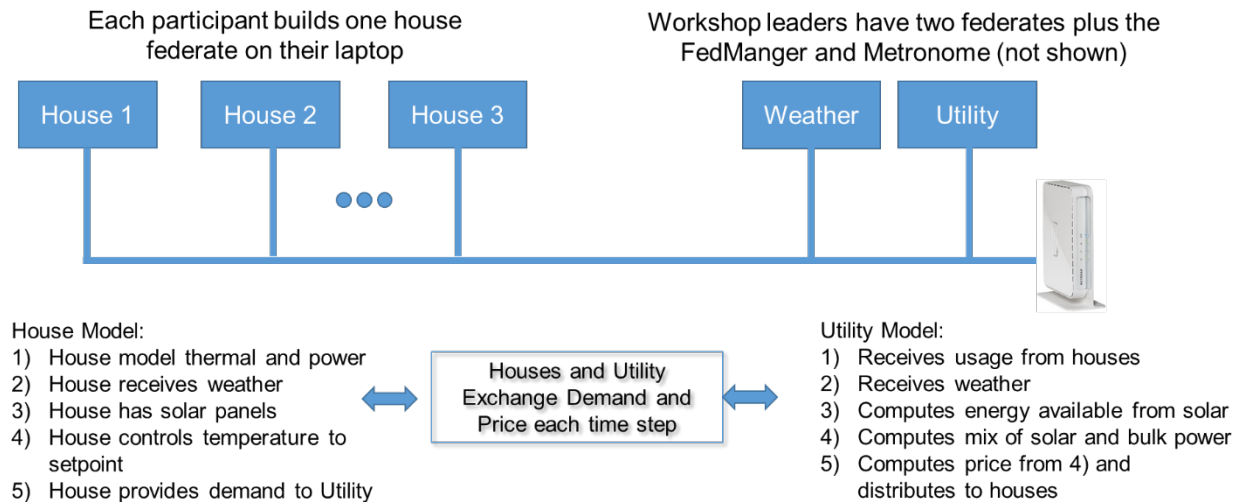 Each participant builds one house
federate on their laptop
Workshop leaders have two federates plus the
FedManger and Metronome (not shown)
House 1
House 2
House 3
Weather
Utility
House Model:
1) House model thermal and power
2) House receives weather
3) House has solar panels
4) House controls temperature to
setpoint
5) House provides demand to Utility
Houses and Utility
Exchange Demand and
Price each time step
Utility Model:
1) Receives usage from houses
2) Receives weather
3) Computes energy available from solar
4) Computes mix of solar and bulk power
5) Computes price from 4) and
distributes to houses